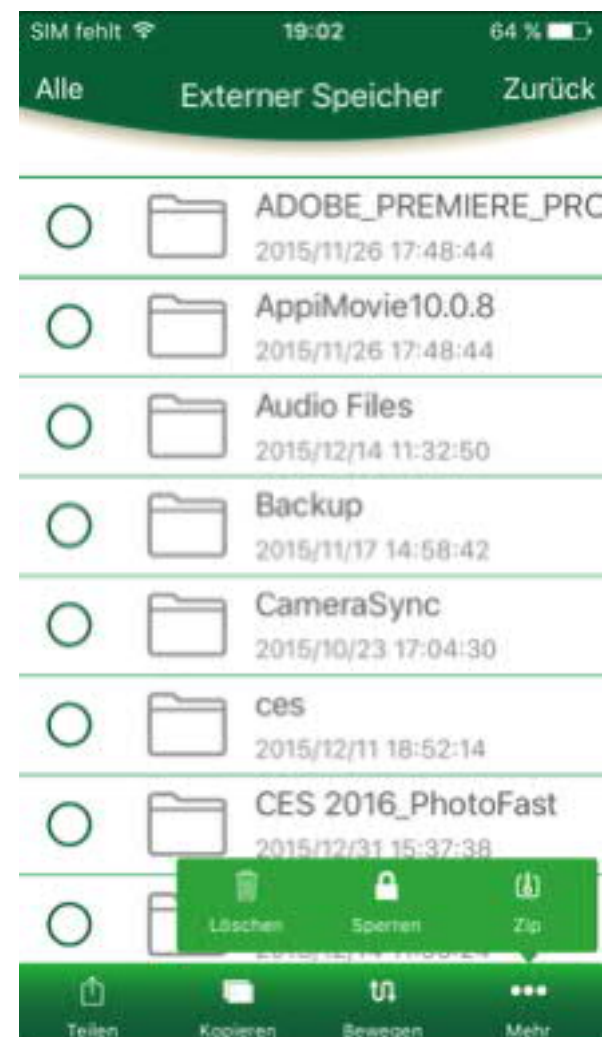 SIM fehlt 19:02 64 %
Alle Externer Speicher Zurück
ADOBE_PREMIERE_PRO
2015/11/26 17:48:44
AppiMovie10.0.8
2015/11/26 17:48:44
Audio Files
2015/12/14 11:32:50
Backup
2015/11/17 14:58:42
CameraSync
2015/10/23 17:04:30
ces
2015/12/11 18:52:14
CES 2016_PhotoFast
2015/12/31 15:37:38
Löschen Sperren Zip
Teilen Kopieren Bewegen Mehr